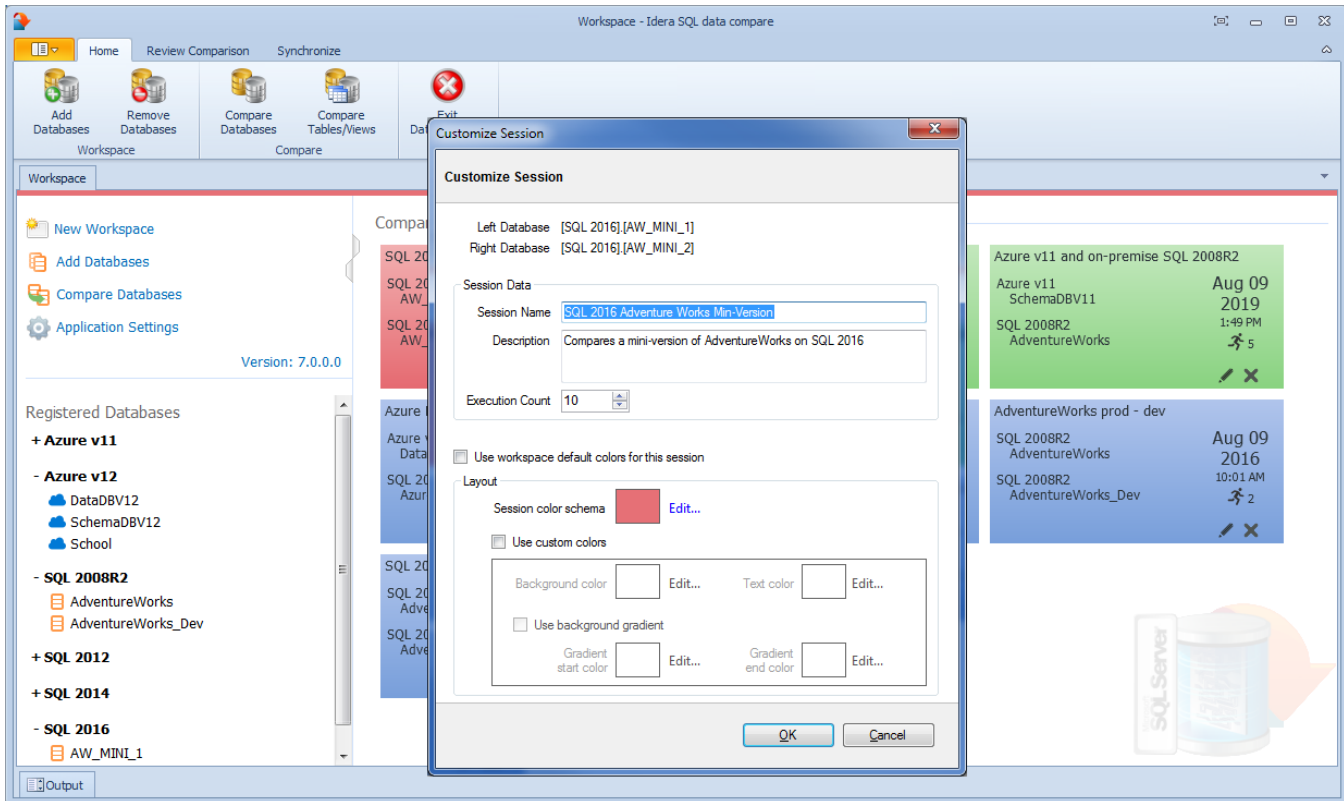 Workspace - Idera SQL data compare
Home Review Comparison Synchronize
Add Databases
Remove Databases
Compare Databases
Compare Tables/Views
Exit
Workspace
Compare
Workspace
New Workspace
Add Databases
Compare Databases
Application Settings
Version: 7.0.0.0
Registered Databases
+ Azure v11
- Azure v12
DataDBV12
SchemaDBV12
School
- SQL 2008R2
AdventureWorks
AdventureWorks_Dev
+ SQL 2012
+ SQL 2014
- SQL 2016
AW_MINI_1
Output
Customize Session
Customize Session
Left Database [SQL 2016].[AW_MINI_1]
Right Database [SQL 2016].[AW_MINI_2]
Session Data
Session Name SQL 2016 Adventure Works Min-Version
Description Compares a mini-version of AdventureWorks on SQL 2016
Execution Count 10
Use workspace default colors for this session
Layout
Session color schema Edit...
Use custom colors
Background color Edit... Text color Edit...
Use background gradient
Gradient start color Edit... Gradient end color Edit...
OK Cancel
Azure v11 and on-premise SQL 2008R2
Azure v11
SchemaDBV11
SQL 2008R2
AdventureWorks
Aug 09
2019
1:49 PM
5
AdventureWorks prod - dev
SQL 2008R2
AdventureWorks
SQL 2008R2
AdventureWorks_Dev
Aug 09
2016
10:01 AM
2
SQL Server